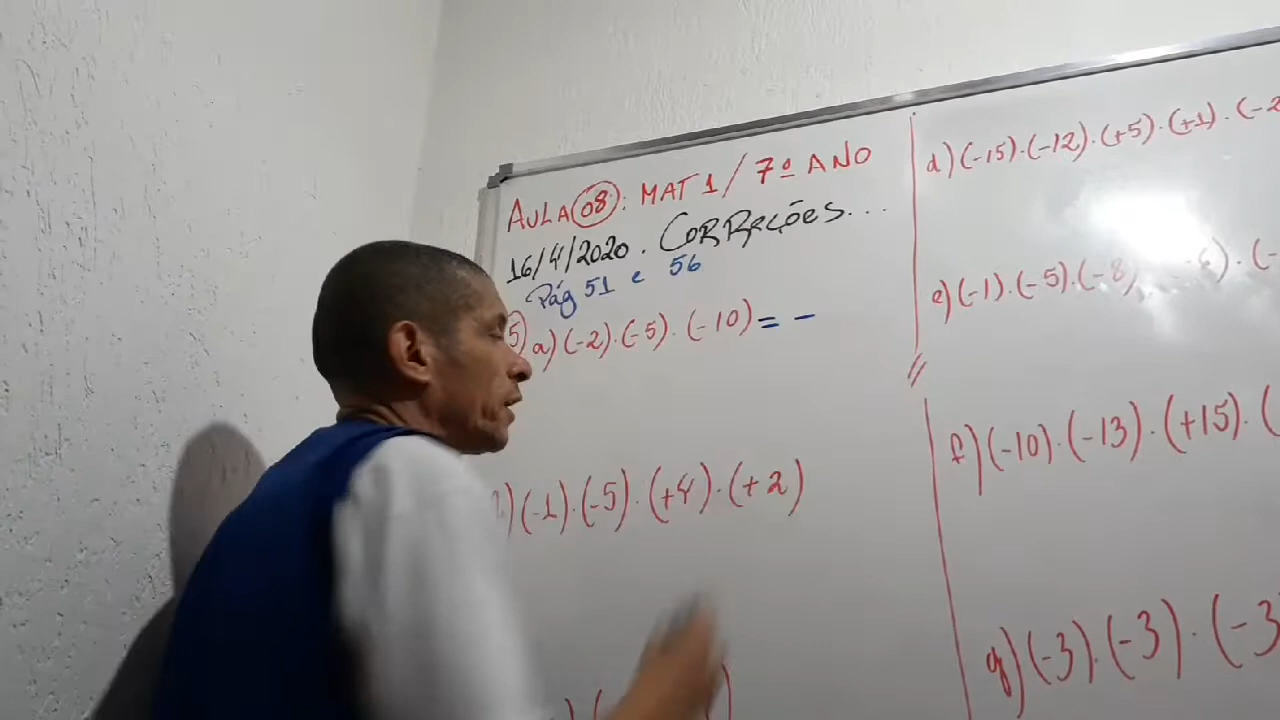 AULA 08: MAT 1 / 7º ANO
16/4/2020. CORREÇÕES...
Pág 51 e 56
5) a) (-2).(-5).(-10) = -
)(-1).(-5).(+4).(+2)
d) (-15).(-12).(+5).(+1).(-2
e) (-1).(-5).(-8) ).(-
f) (-10).(-13).(+15).(
g) (-3).(-3).(-3